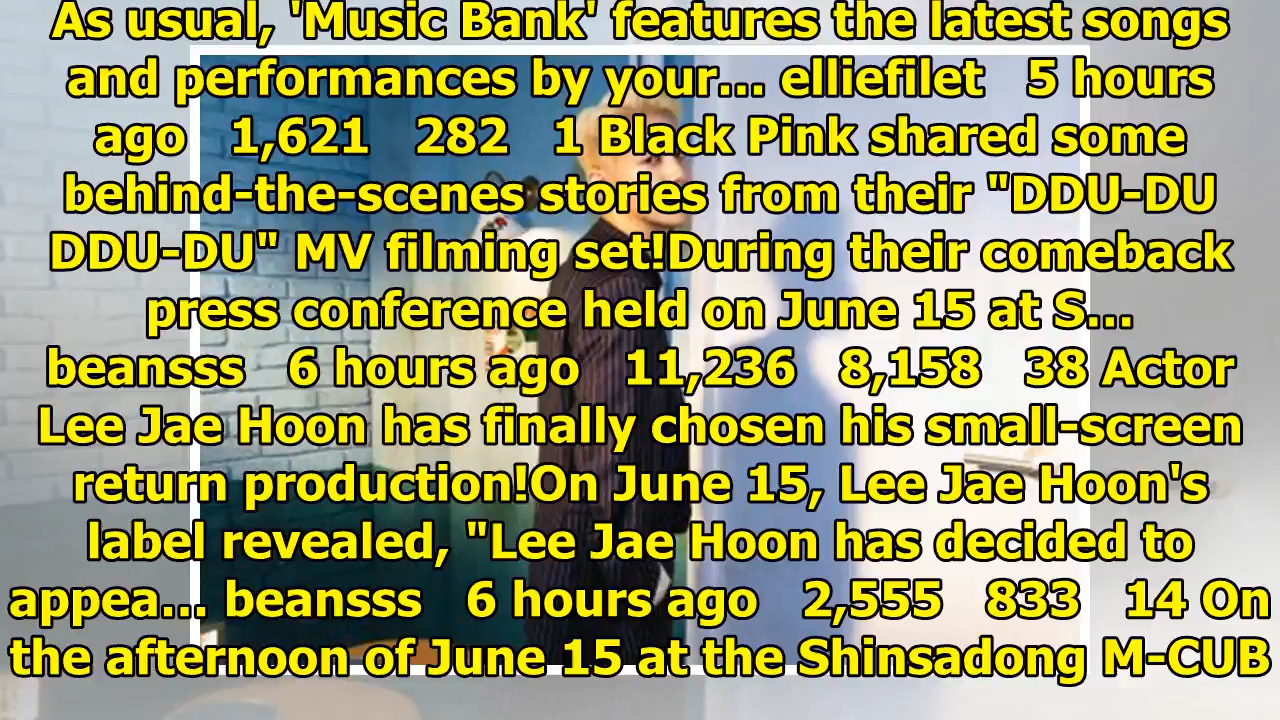 As usual, 'Music Bank' features the latest songs
and performances by your... elliefilet 5 hours
ago 1,621 282 1 Black Pink shared some
behind-the-scenes stories from their "DDU-DU
DDU-DU" MV filming set!During their comeback
press conference held on June 15 at S...
beansss 6 hours ago 11,236 8,158 38 Actor
Lee Jae Hoon has finally chosen his small-screen
return production!On June 15, Lee Jae Hoon's
label revealed, "Lee Jae Hoon has decided to
appea... beansss 6 hours ago 2,555 833 14 On
the afternoon of June 15 at the Shinsadong M-CUB